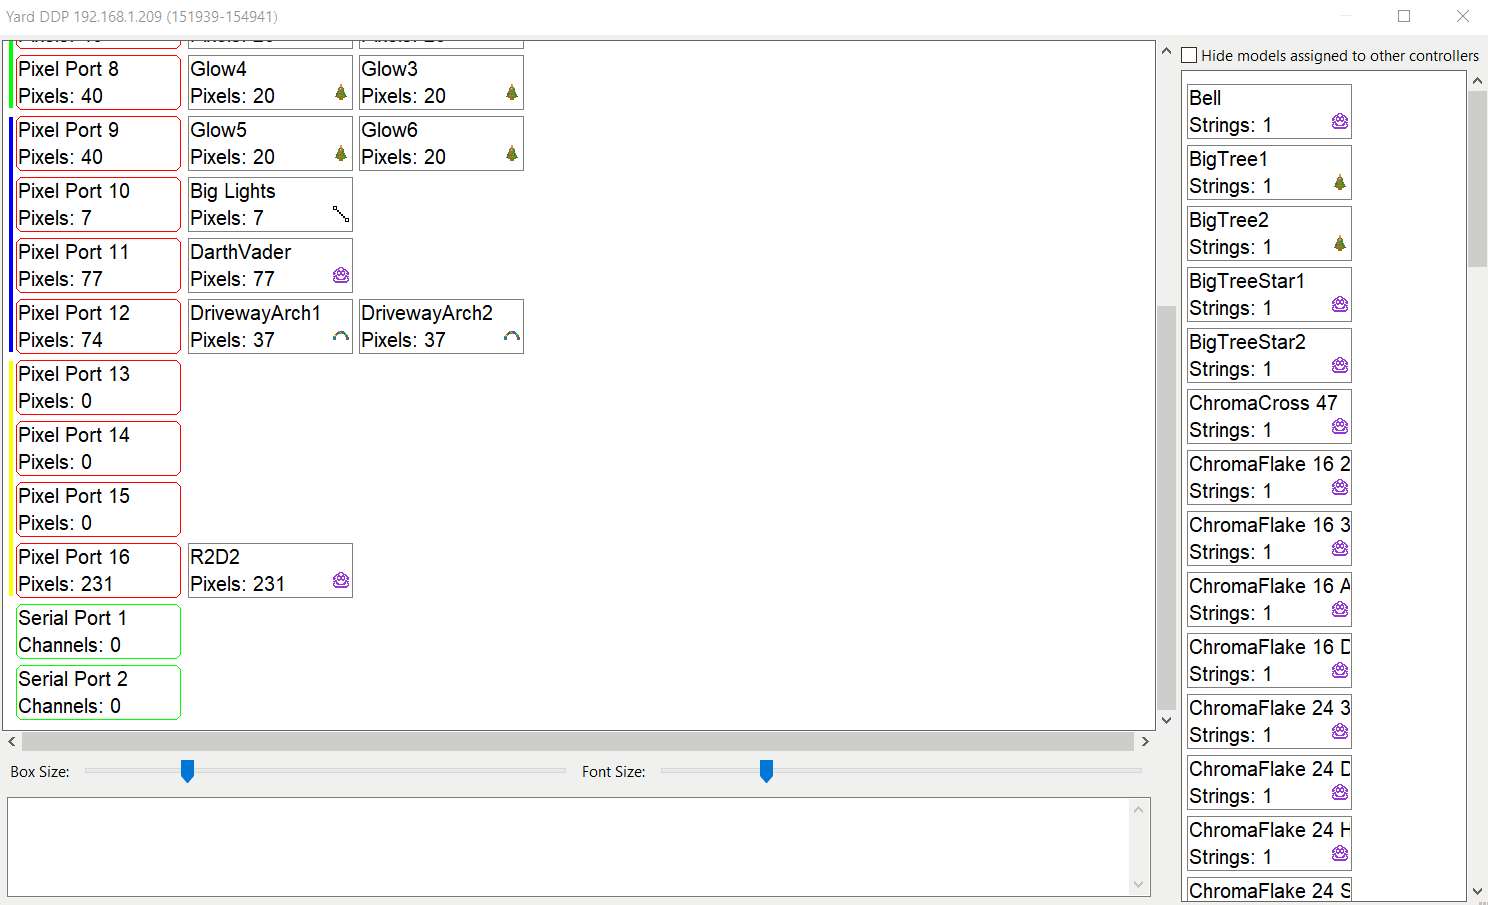 Yard DDP 192.168.1.209 (151939-154941)
Pixel Port 8
Pixels: 40
Glow4
Pixels: 20
Glow3
Pixels: 20
Pixel Port 9
Pixels: 40
Glow5
Pixels: 20
Glow6
Pixels: 20
Pixel Port 10
Pixels: 7
Big Lights
Pixels: 7
Pixel Port 11
Pixels: 77
DarthVader
Pixels: 77
Pixel Port 12
Pixels: 74
DrivewayArch1
Pixels: 37
DrivewayArch2
Pixels: 37
Pixel Port 13
Pixels: 0
Pixel Port 14
Pixels: 0
Pixel Port 15
Pixels: 0
Pixel Port 16
Pixels: 231
R2D2
Pixels: 231
Serial Port 1
Channels: 0
Serial Port 2
Channels: 0
Box Size:
Font Size:
Hide models assigned to other controllers
Bell
Strings: 1
BigTree1
Strings: 1
BigTree2
Strings: 1
BigTreeStar1
Strings: 1
BigTreeStar2
Strings: 1
ChromaCross 47
Strings: 1
ChromaFlake 16 2
Strings: 1
ChromaFlake 16 3
Strings: 1
ChromaFlake 16 A
Strings: 1
ChromaFlake 16 D
Strings: 1
ChromaFlake 24 3
Strings: 1
ChromaFlake 24 D
Strings: 1
ChromaFlake 24 H
Strings: 1
ChromaFlake 24 S